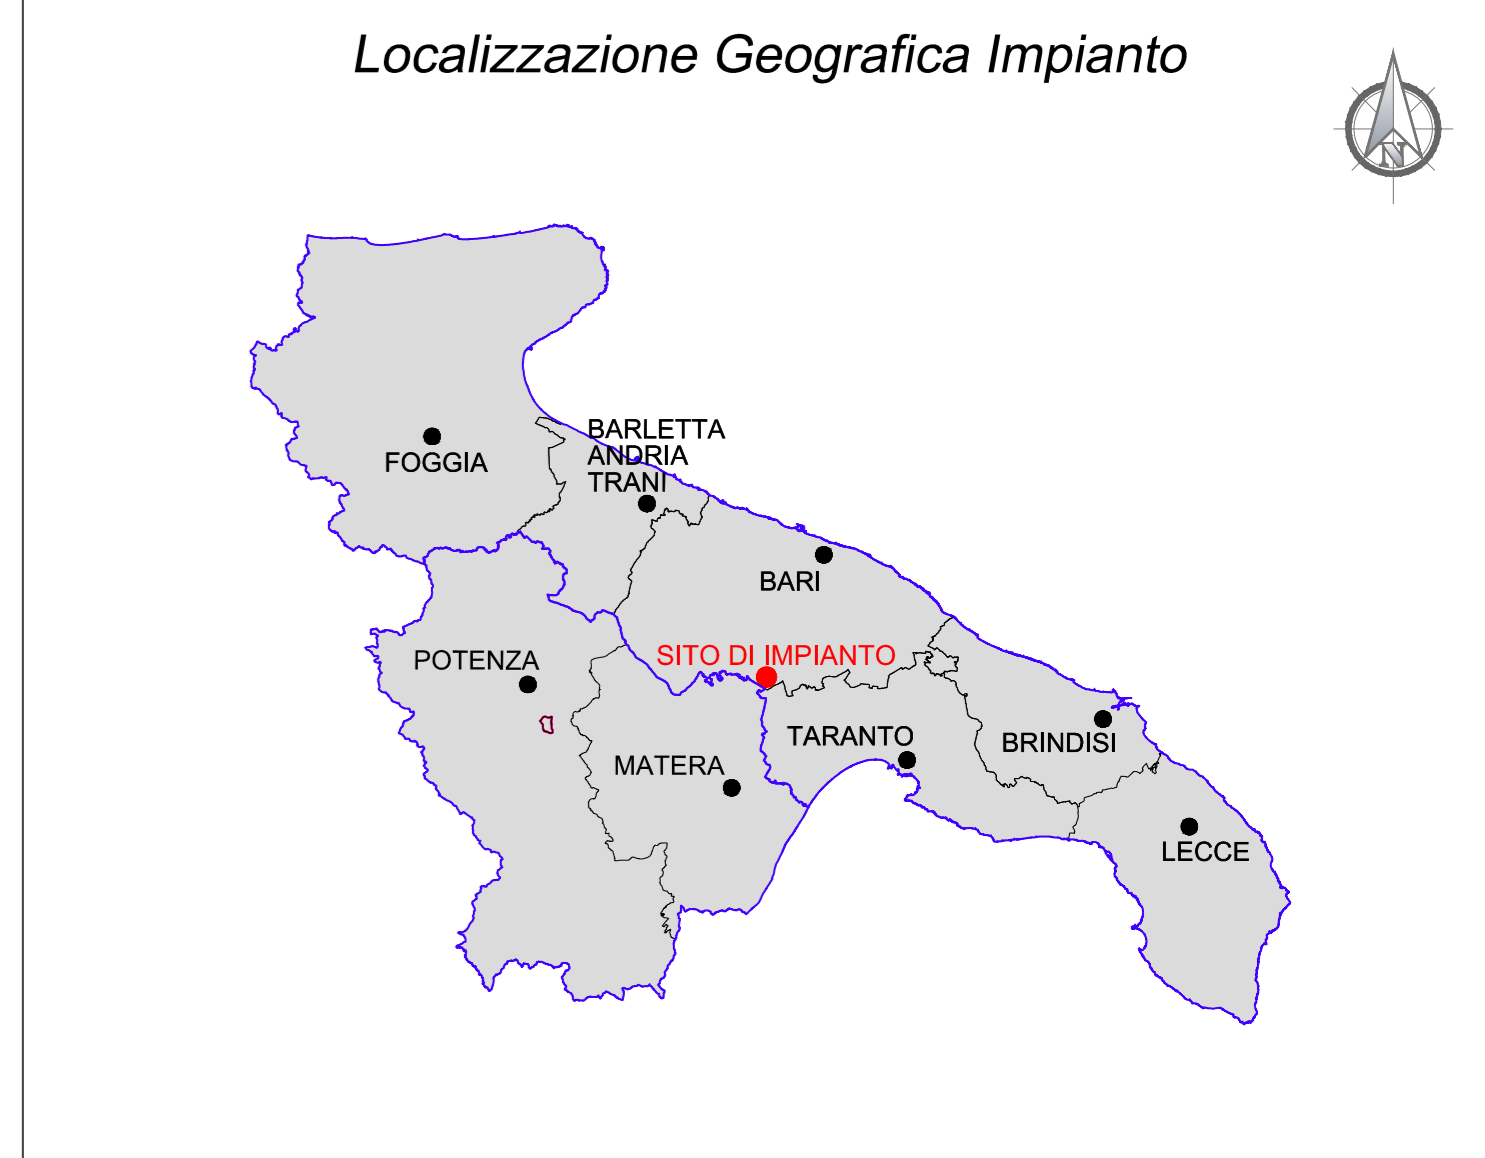 Localizzazione Geografica Impianto
N
BARLETTA
ANDRIA
TRANI
FOGGIA
BARI
SITO DI IMPIANTO
POTENZA
TARANTO
BRINDISI
MATERA
LECCE